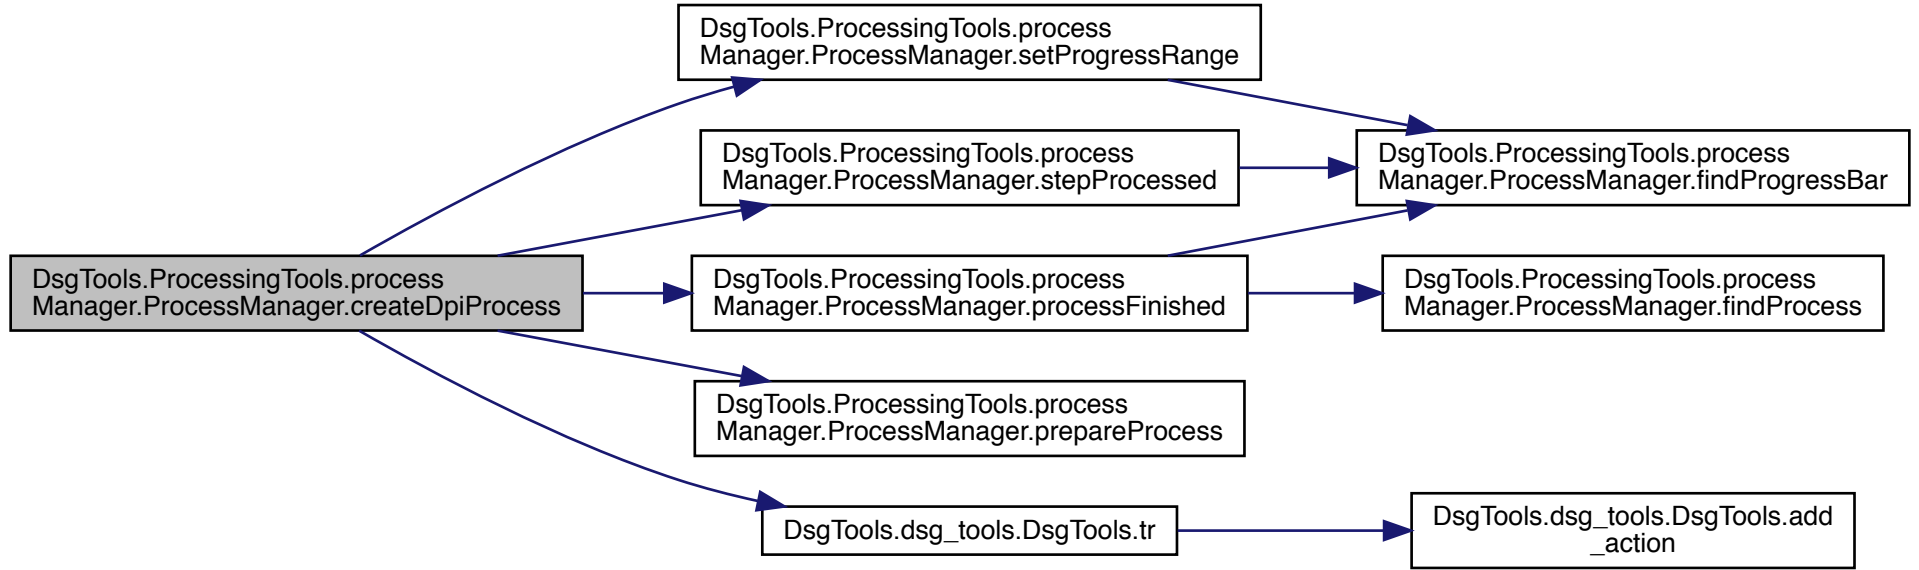 DsgTools.ProcessingTools.process
Manager.ProcessManager.setProgressRange
DsgTools.ProcessingTools.process
Manager.ProcessManager.stepProcessed
DsgTools.ProcessingTools.process
Manager.ProcessManager.findProgressBar
DsgTools.ProcessingTools.process
Manager.ProcessManager.createDpiProcess
DsgTools.ProcessingTools.process
Manager.ProcessManager.processFinished
DsgTools.ProcessingTools.process
Manager.ProcessManager.findProcess
DsgTools.ProcessingTools.process
Manager.ProcessManager.prepareProcess
DsgTools.dsg_tools.DsgTools.tr
DsgTools.dsg_tools.DsgTools.add
_action